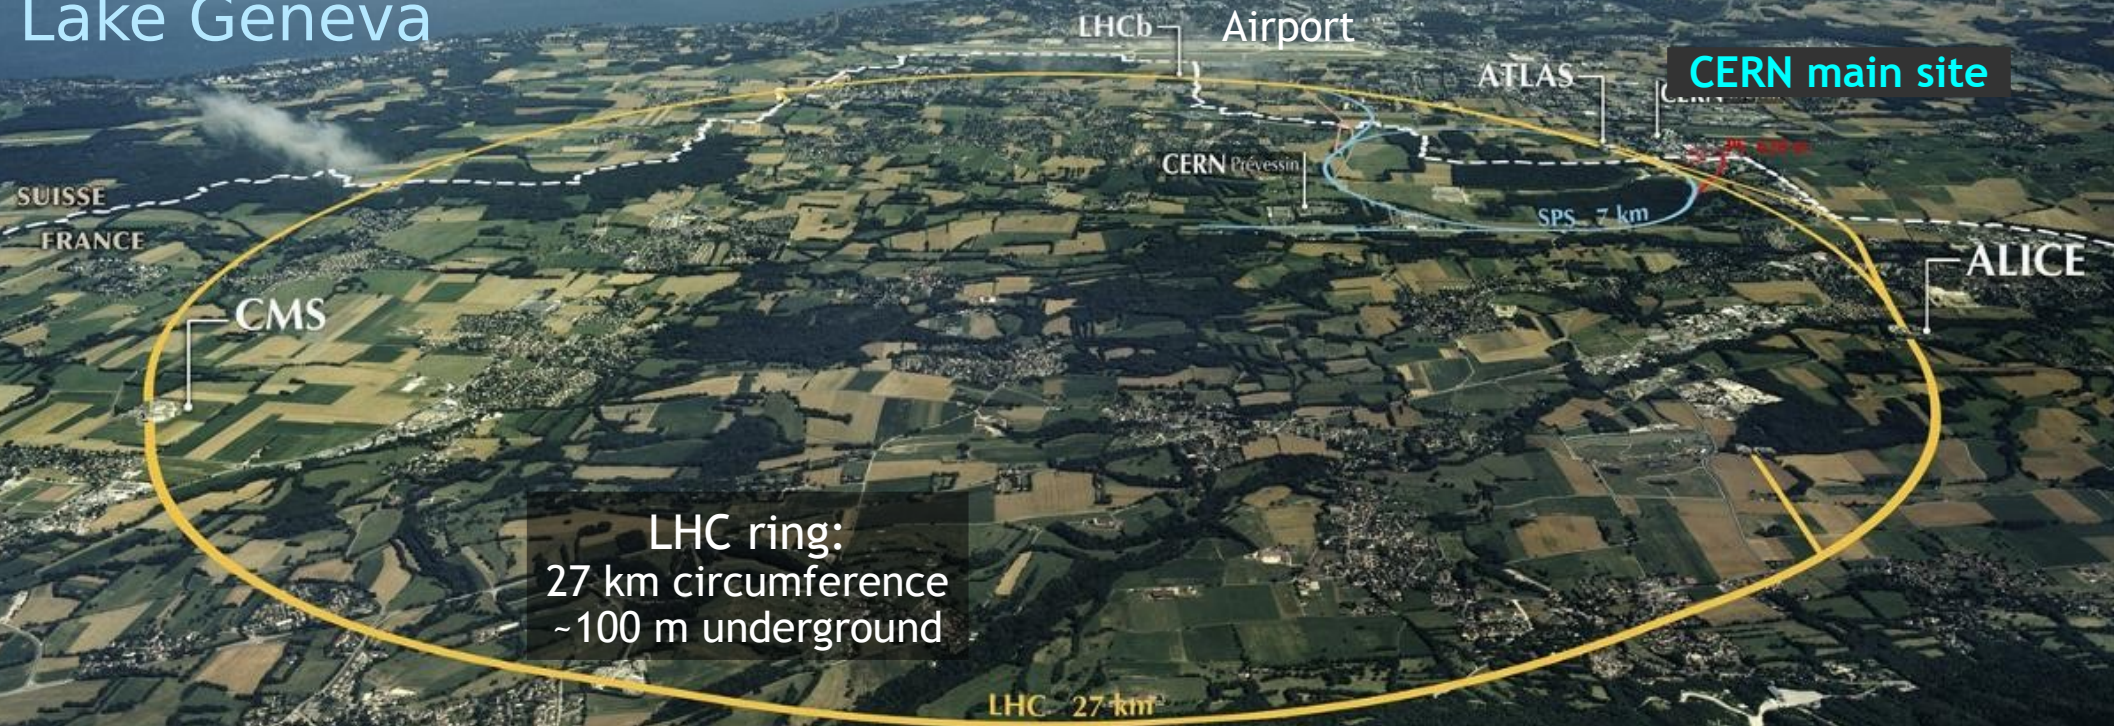 Lake Geneva
LHCb
Airport
ATLAS
CERN main site
CERN
CERN Prévessin
SUISSE
FRANCE
SPS 7 km
ALICE
CMS
LHC ring:
27 km circumference
~100 m underground
LHC 27 km